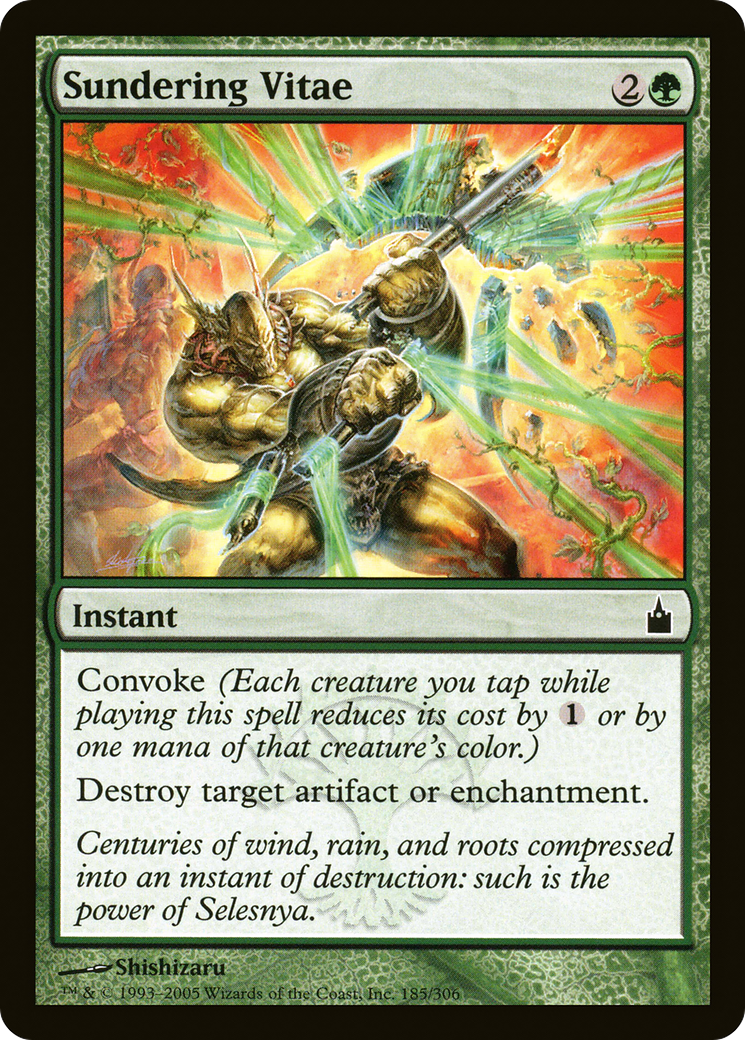 Sundering Vitae 2
Instant
Convoke (Each creature you tap while
playing this spell reduces its cost by 1 or by
one mana of that creature's color.)
Destroy target artifact or enchantment.
Centuries of wind, rain, and roots compressed
into an instant of destruction: such is the
power of Selesnya.
Shishizaru
™ & © 1993–2005 Wizards of the Coast, Inc. 185/306